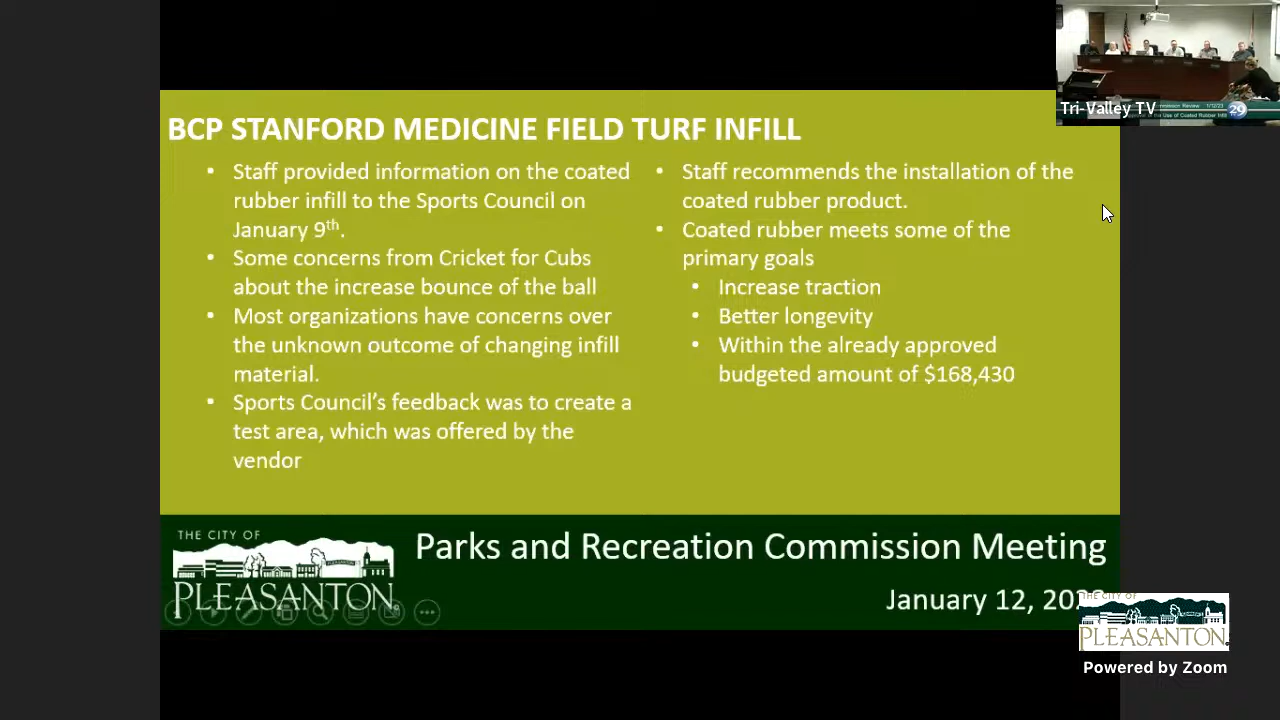 Tri-Valley TV
1/12/23
29
BCP STANFORD MEDICINE FIELD TURF INFILL
• Staff provided information on the coated
rubber infill to the Sports Council on
January 9th.
• Some concerns from Cricket for Cubs
about the increase bounce of the ball
• Most organizations have concerns over
the unknown outcome of changing infill
material.
• Sports Council's feedback was to create a
test area, which was offered by the
vendor
• Staff recommends the installation of the
coated rubber product.
• Coated rubber meets some of the
primary goals
• Increase traction
• Better longevity
• Within the already approved
budgeted amount of $168,430
THE CITY OF
PLEASANTON
Parks and Recreation Commission Meeting
January 12, 20
THE CITY OF
PLEASANTON
Powered by Zoom